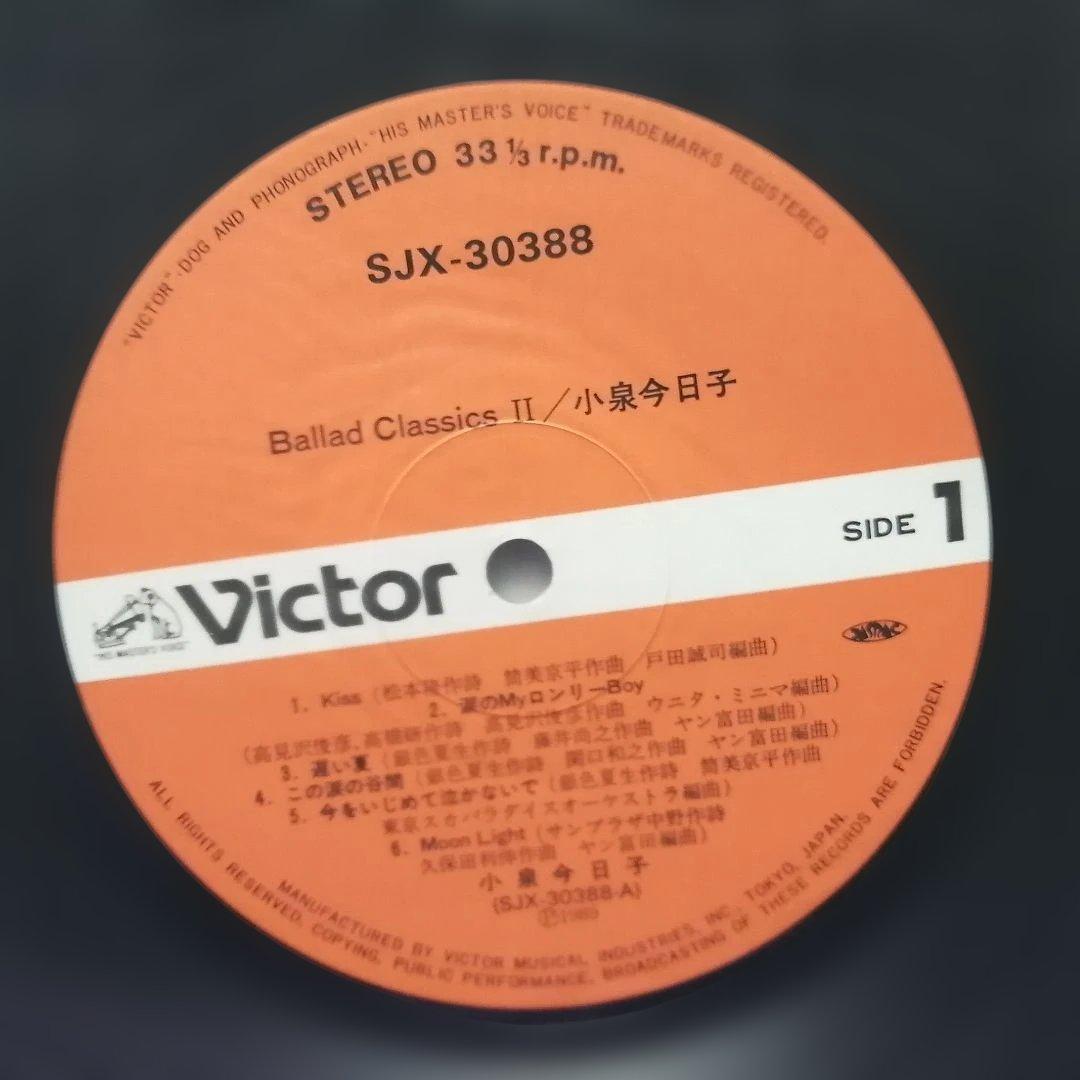 "VICTOR"·DOG AND PHONOGRAPH·"HIS MASTER'S VOICE" TRADEMARKS REGISTERED.
STEREO 33⅓ r.p.m.
SJX-30388
Ballad Classics II／小泉今日子
"HIS MASTER'S VOICE"
Victor
SIDE 1
1. Kiss (松本隆作詩 筒美京平作曲 戸田誠司編曲)
2. 涙のMyロンリーBoy
(高見沢俊彦、高橋研作詩 高見沢俊彦作曲 ウニタ・ミニマ編曲)
3. 遅い夏 (銀色夏生作詩 藤井尚之作曲 ヤン富田編曲)
4. この涙の谷間 (銀色夏生作詩 関口和之作曲 ヤン富田編曲)
5. 今をいじめて泣かないで (銀色夏生作詩 筒美京平作曲
東京スカパラダイスオーケストラ編曲)
6. Moon Light (サンプラザ中野作詩
久保田利伸作曲 ヤン富田編曲)
小泉今日子
(SJX-30388-A)
Ⓟ1989
MANUFACTURED BY VICTOR MUSICAL INDUSTRIES, INC., TOKYO, JAPAN.
ALL RIGHTS RESERVED. COPYING, PUBLIC PERFORMANCE, BROADCASTING OF THESE RECORDS ARE FORBIDDEN.